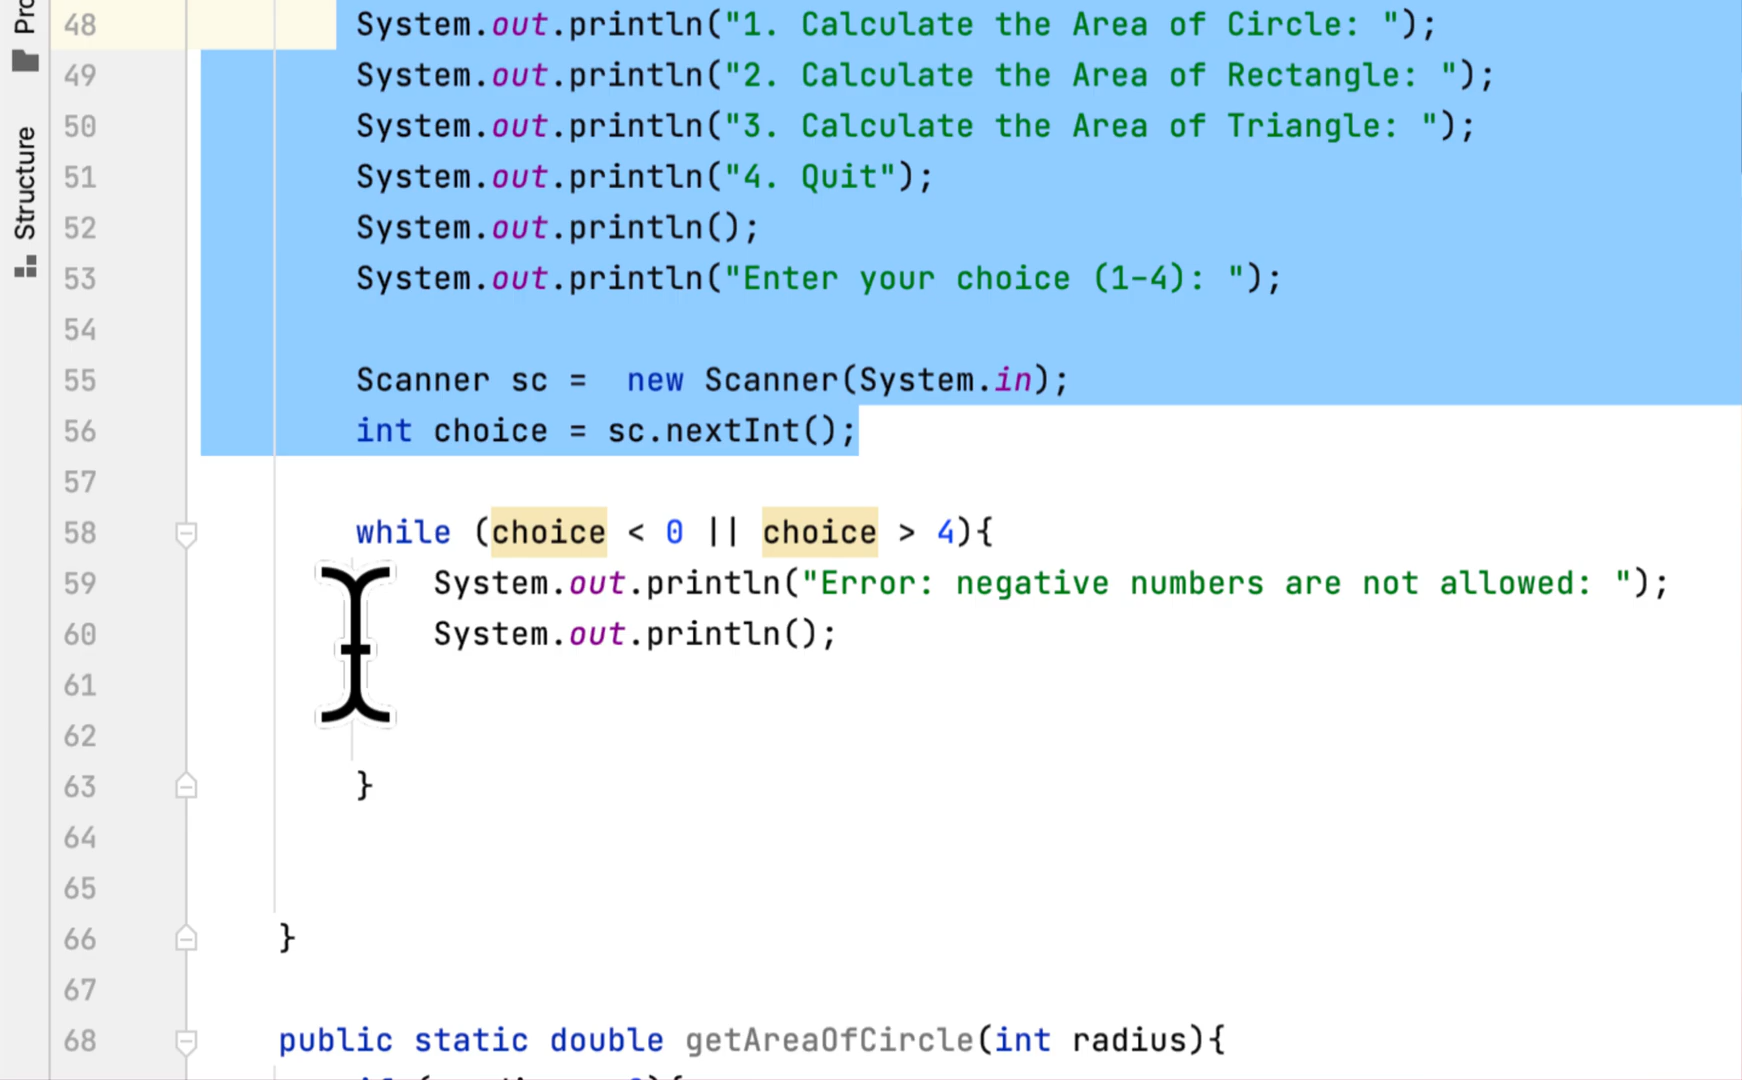 Structure
48 System.out.println("1. Calculate the Area of Circle: ");
49 System.out.println("2. Calculate the Area of Rectangle: ");
50 System.out.println("3. Calculate the Area of Triangle: ");
51 System.out.println("4. Quit");
52 System.out.println();
53 System.out.println("Enter your choice (1-4): ");
54
55 Scanner sc =  new Scanner(System.in);
56 int choice = sc.nextInt();
57
58 while (choice < 0 || choice > 4){
59 System.out.println("Error: negative numbers are not allowed: ");
60 System.out.println();
61
62
63 }
64
65
66 }
67
68 public static double getAreaOfCircle(int radius){